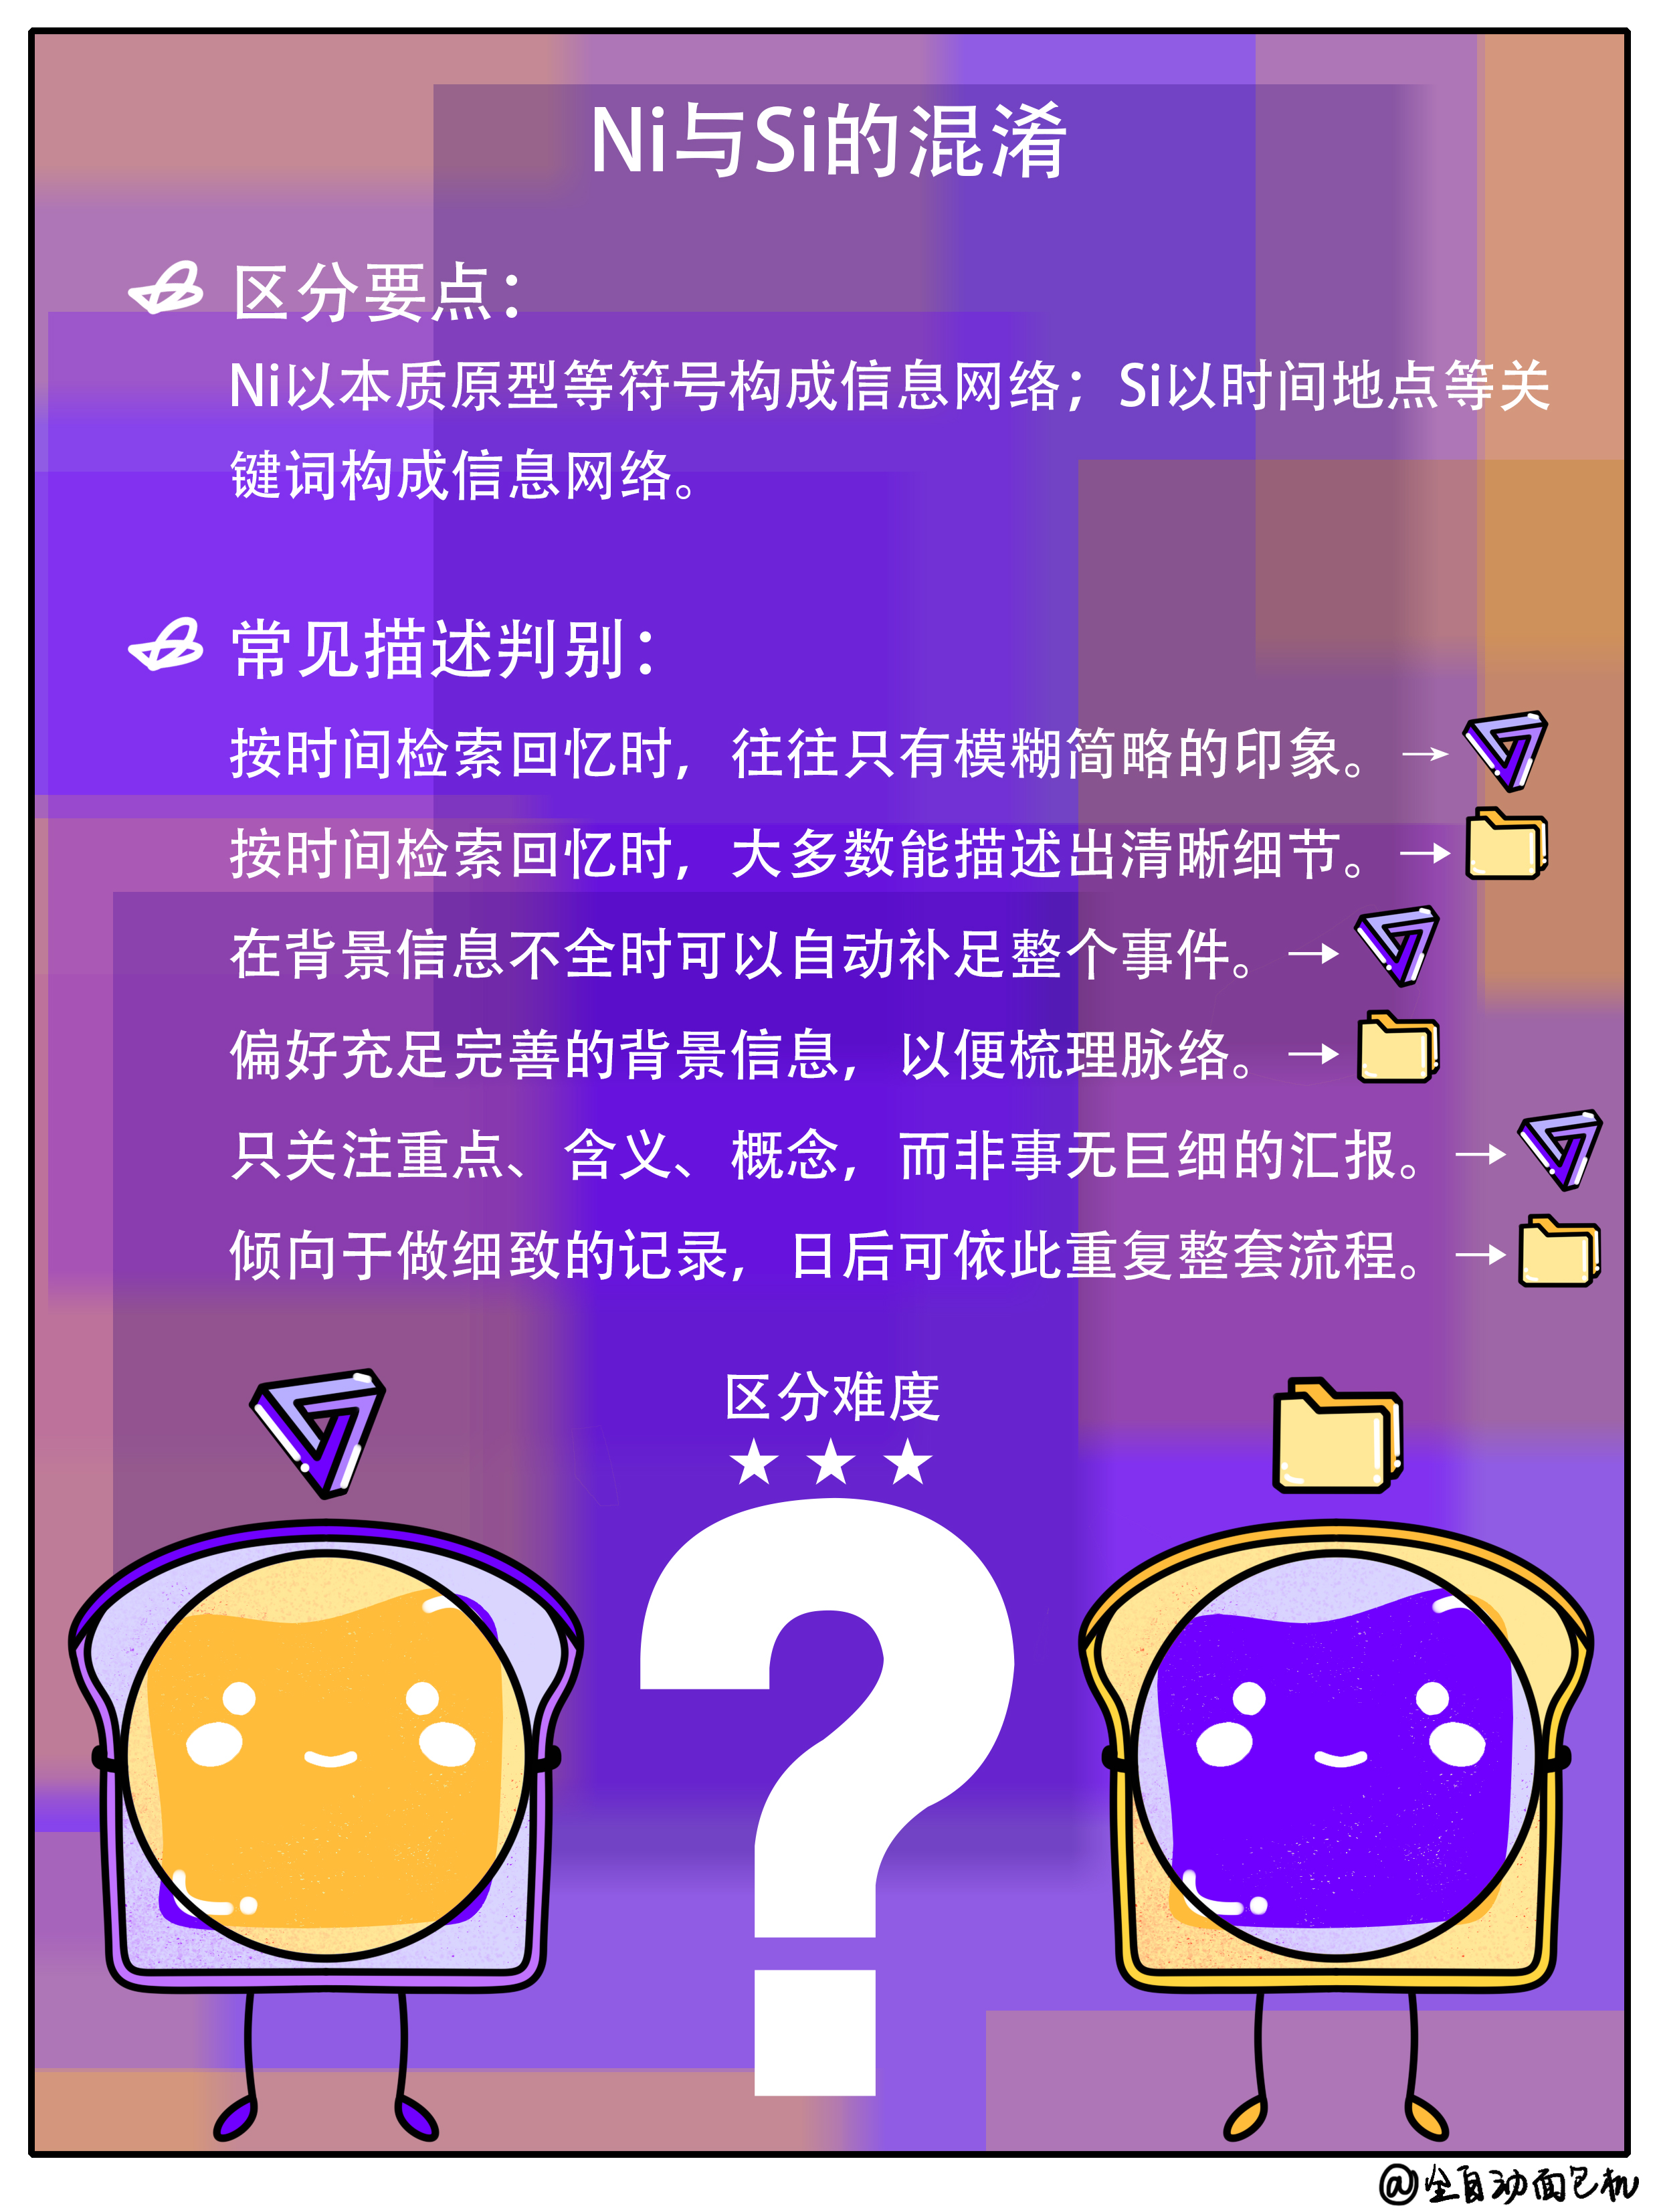 Ni与Si的混淆
区分要点：
Ni以本质原型等符号构成信息网络；Si以时间地点等关
键词构成信息网络。
常见描述判别：
按时间检索回忆时，往往只有模糊简略的印象。→
按时间检索回忆时，大多数能描述出清晰细节。→
在背景信息不全时可以自动补足整个事件。→
偏好充足完善的背景信息，以便梳理脉络。→
只关注重点、含义、概念，而非事无巨细的汇报。→
倾向于做细致的记录，日后可依此重复整套流程。→
区分难度
★★★
?
@全自动面包机